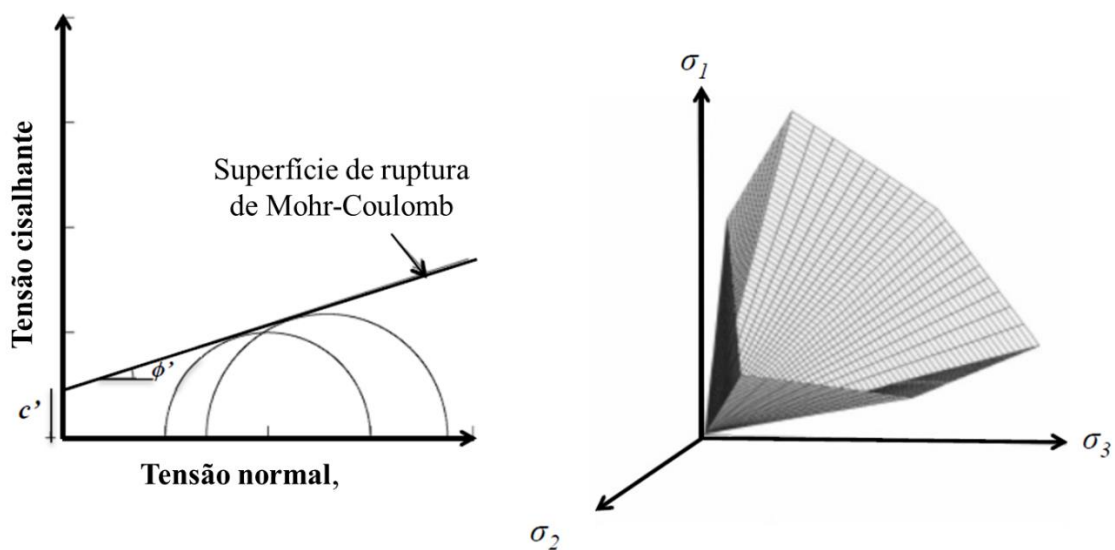 Tensão cisalhante
Superfície de ruptura
de Mohr-Coulomb
ϕ'
c'
Tensão normal,
σ1
σ3
σ2